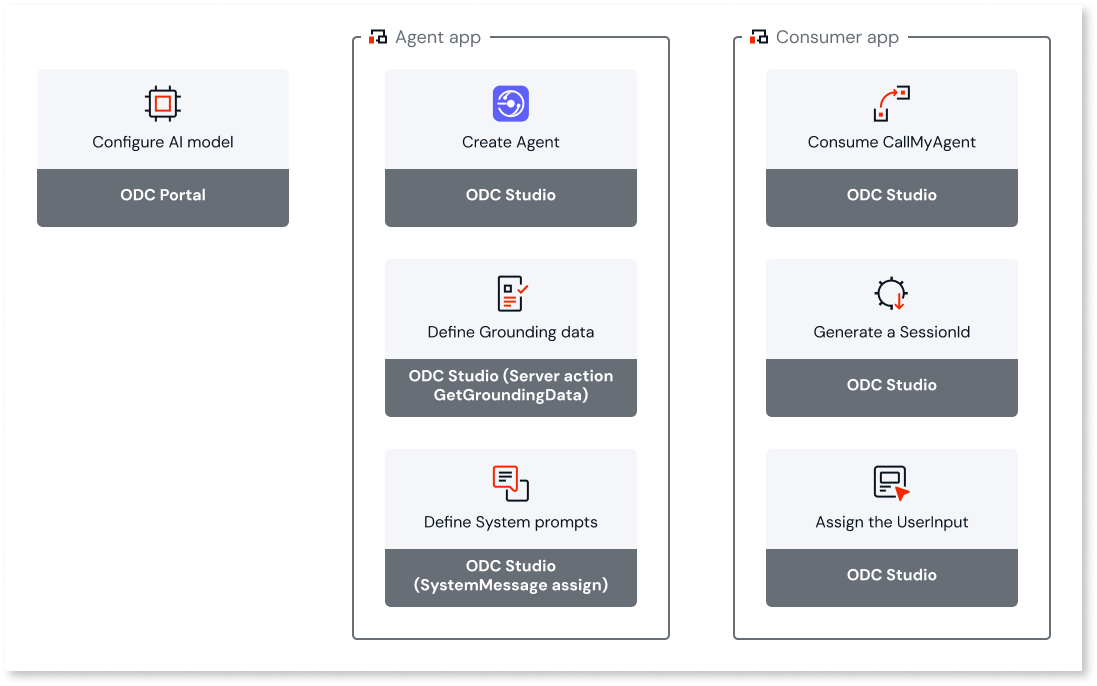 Configure AI model
ODC Portal
Agent app
Create Agent
ODC Studio
Define Grounding data
ODC Studio (Server action
GetGroundingData)
Define System prompts
ODC Studio
(SystemMessage assign)
Consumer app
Consume CallMyAgent
ODC Studio
Generate a SessionId
ODC Studio
Assign the UserInput
ODC Studio